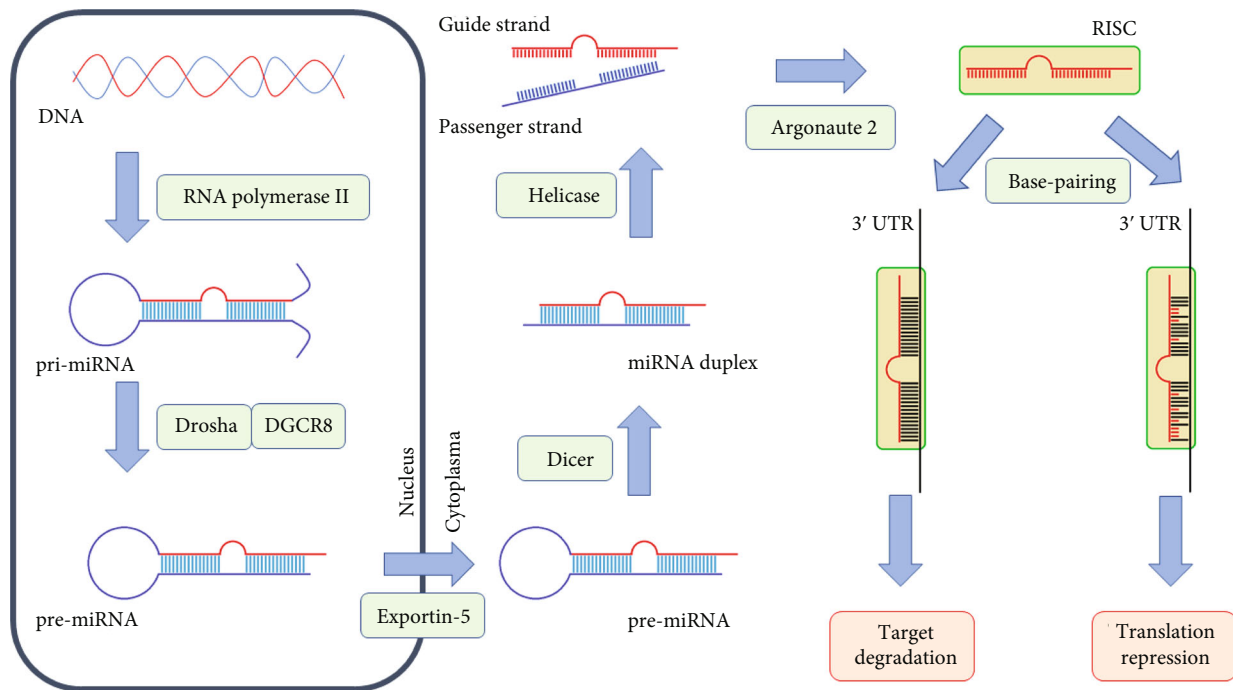 DNA
RNA polymerase II
pri-miRNA
Drosha
DGCR8
pre-miRNA
Nucleus
Cytoplasma
Exportin-5
pre-miRNA
Dicer
miRNA duplex
Helicase
Guide strand
Passenger strand
Argonaute 2
RISC
Base-pairing
3′ UTR
3′ UTR
Target
degradation
Translation
repression